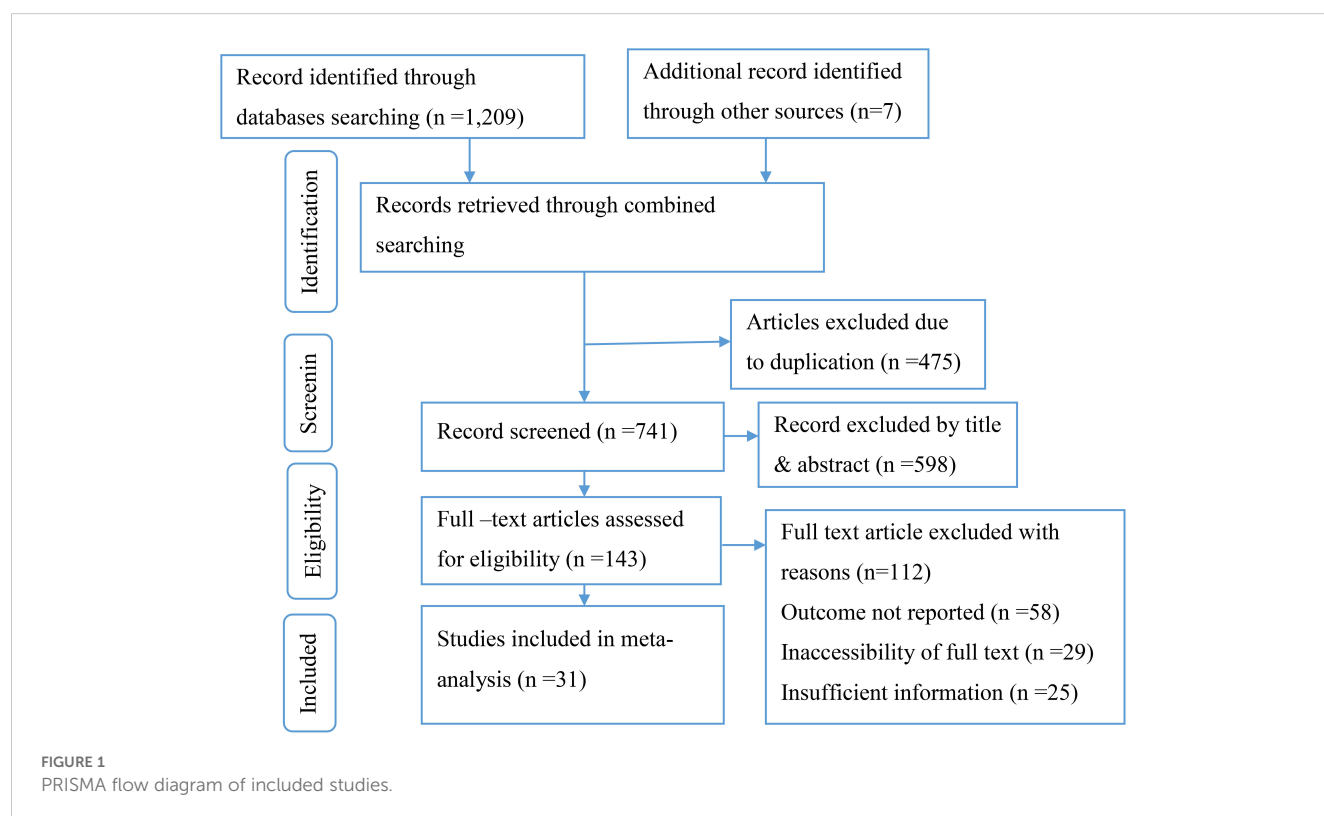 Record identified through
databases searching (n =1,209)
Additional record identified
through other sources (n=7)
Identification
Records retrieved through combined
searching
Articles excluded due
to duplication (n =475)
Screenin
Record screened (n =741)
Record excluded by title
& abstract (n =598)
Eligibility
Full –text articles assessed
for eligibility (n =143)
Full text article excluded with
reasons (n=112)
Outcome not reported (n =58)
Inaccessibility of full text (n =29)
Insufficient information (n =25)
Included
Studies included in meta-
analysis (n =31)
FIGURE 1
PRISMA flow diagram of included studies.